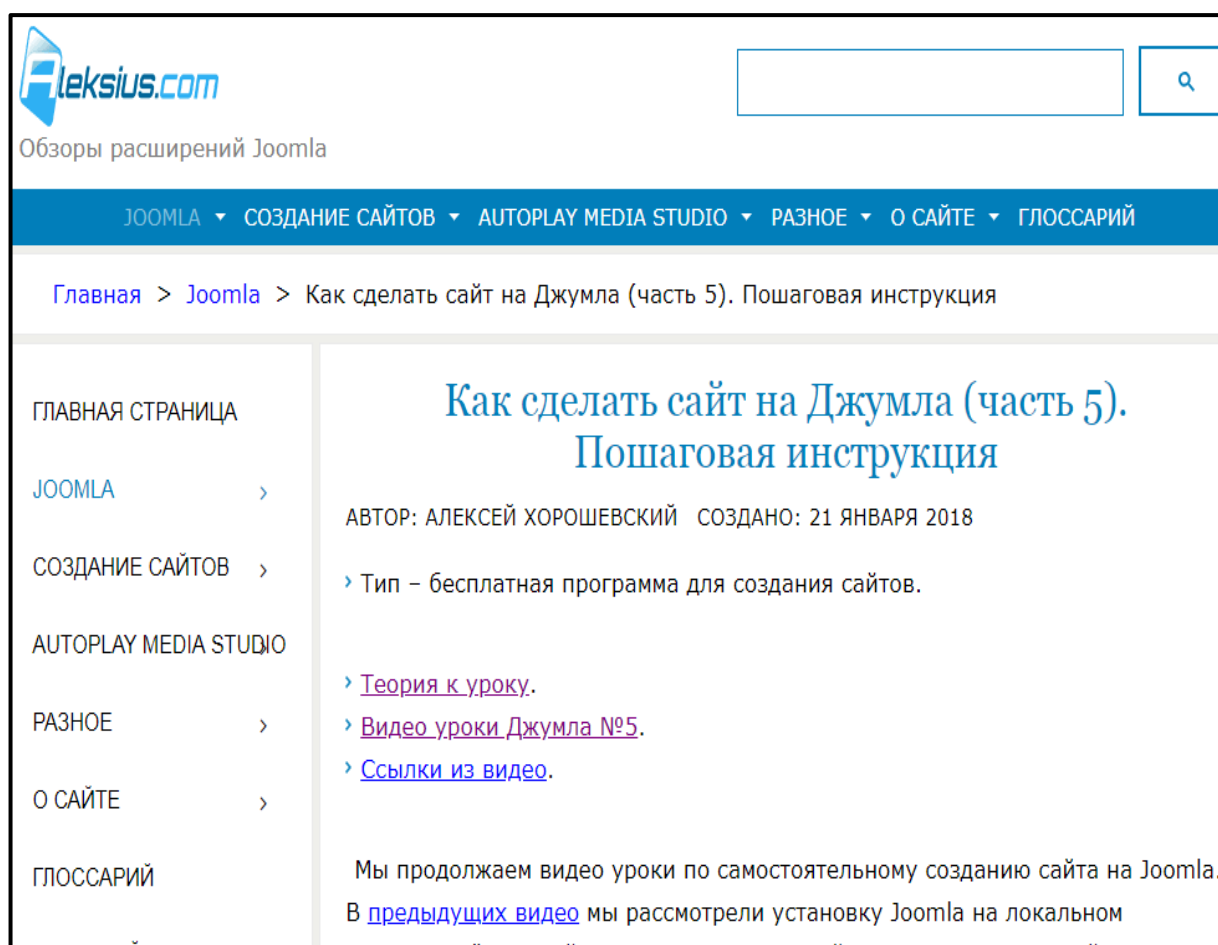 Aleksius.com
Обзоры расширений Joomla
JOOMLA СОЗДАНИЕ САЙТОВ AUTOPLAY MEDIA STUDIO РАЗНОЕ О САЙТЕ ГЛОССАРИЙ
Главная > Joomla > Как сделать сайт на Джумла (часть 5). Пошаговая инструкция
ГЛАВНАЯ СТРАНИЦА
JOOMLA
СОЗДАНИЕ САЙТОВ
AUTOPLAY MEDIA STUDIO
РАЗНОЕ
О САЙТЕ
ГЛОССАРИЙ
Как сделать сайт на Джумла (часть 5).
Пошаговая инструкция
АВТОР: АЛЕКСЕЙ ХОРОШЕВСКИЙ СОЗДАНО: 21 ЯНВАРЯ 2018
Тип – бесплатная программа для создания сайтов.
Теория к уроку.
Видео уроки Джумла №5.
Ссылки из видео.
Мы продолжаем видео уроки по самостоятельному созданию сайта на Joomla.
В предыдущих видео мы рассмотрели установку Joomla на локальном